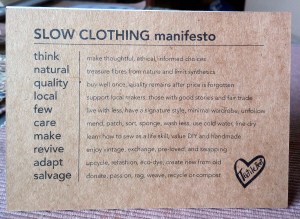 SLOW CLOTHING manifesto
think make thoughtful, ethical, informed choices
natural treasure fibres from nature and limit synthetics
quality buy well once, quality remains after price is forgotten
local support local makers, those with good stories and fair trade
few live with less, have a signature style, minimal wardrobe, unfollow
care mend, patch, sew, sponge, wash less, use cold water, line dry
make learn how to sew as a life skill, value DIY and handmade
revive enjoy vintage, exchange, pre-loved, and swapping
adapt upcycle, refashion, eco-dye, create new from old
salvage donate, passion, rag, weave, recycle or compost